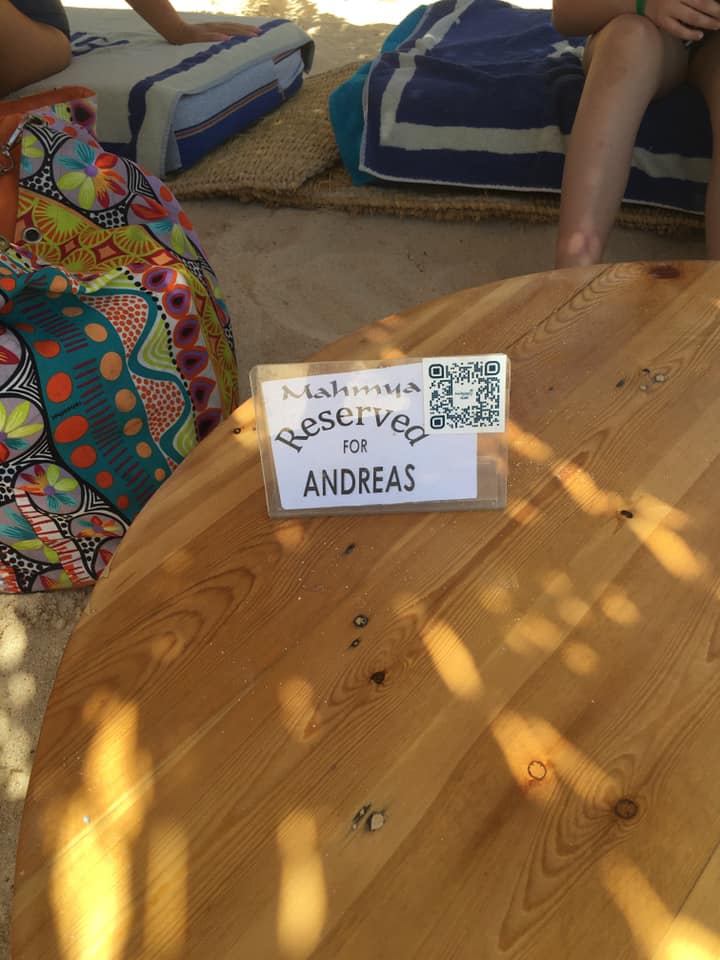 Mahmya
Reserved
FOR
ANDREAS